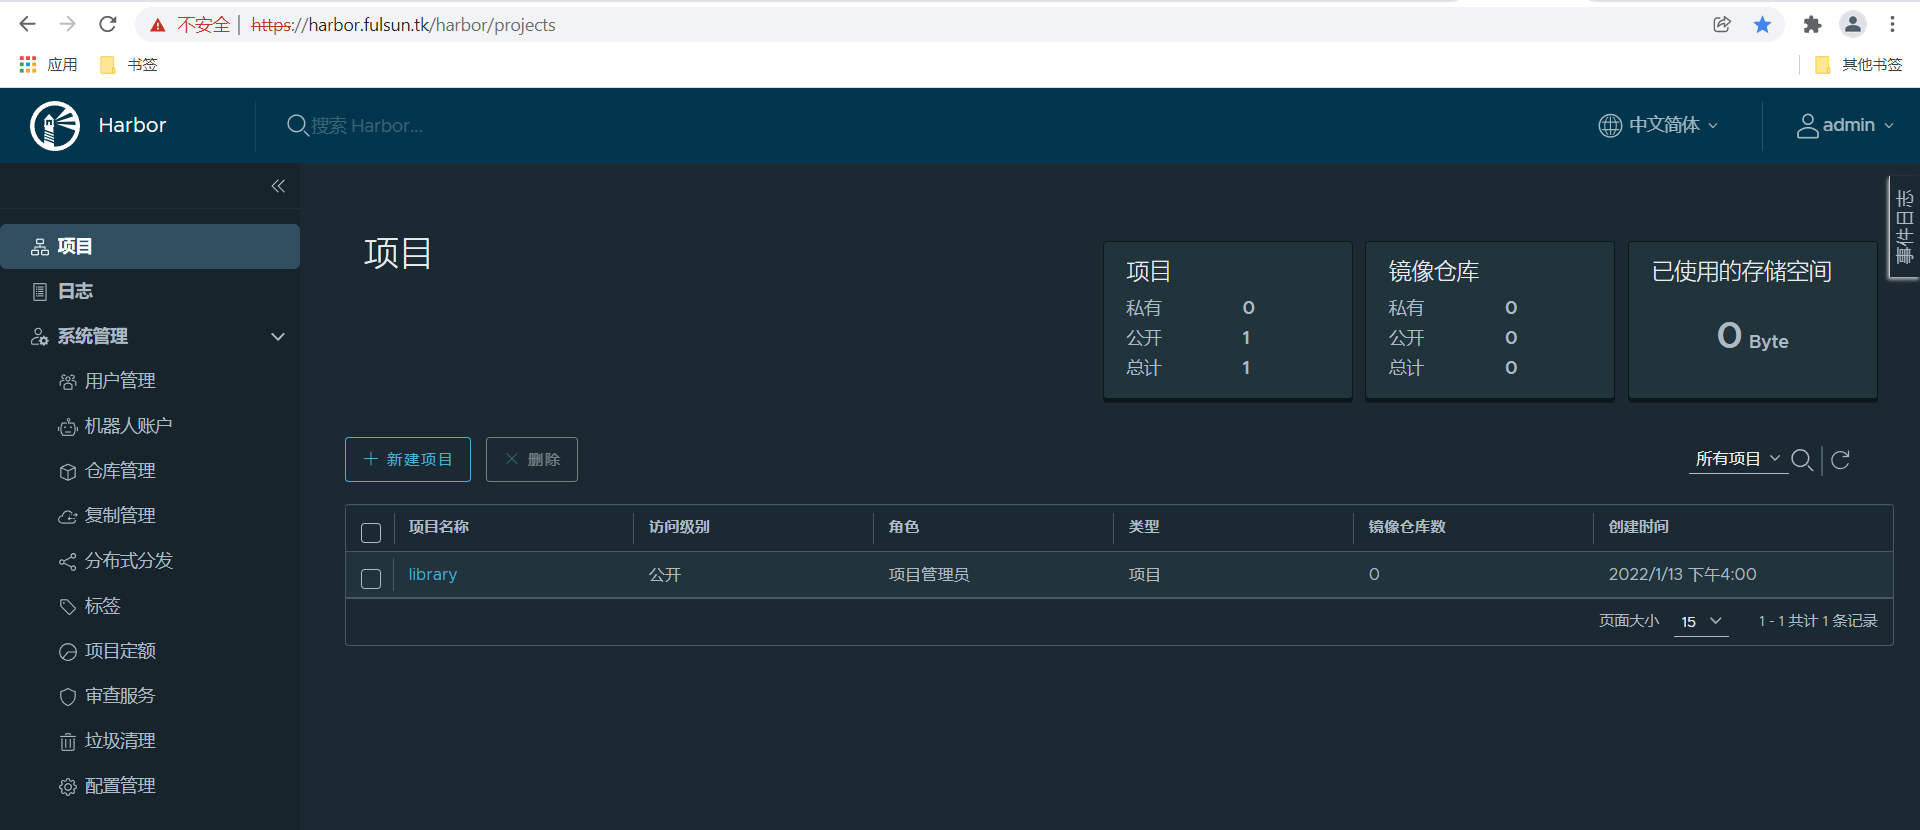 不安全 | https://harbor.fulsun.tk/harbor/projects
应用 书签 其他书签
Harbor 搜索 Harbor... 中文简体 admin
事件日志
项目
日志
系统管理
用户管理
机器人账户
仓库管理
复制管理
分布式分发
标签
项目定额
审查服务
垃圾清理
配置管理
项目
项目
私有 0
公开 1
总计 1
镜像仓库
私有 0
公开 0
总计 0
已使用的存储空间
0 Byte
+ 新建项目 × 删除 所有项目
项目名称 访问级别 角色 类型 镜像仓库数 创建时间
library 公开 项目管理员 项目 0 2022/1/13 下午4:00
页面大小 15 1 - 1 共计 1 条记录